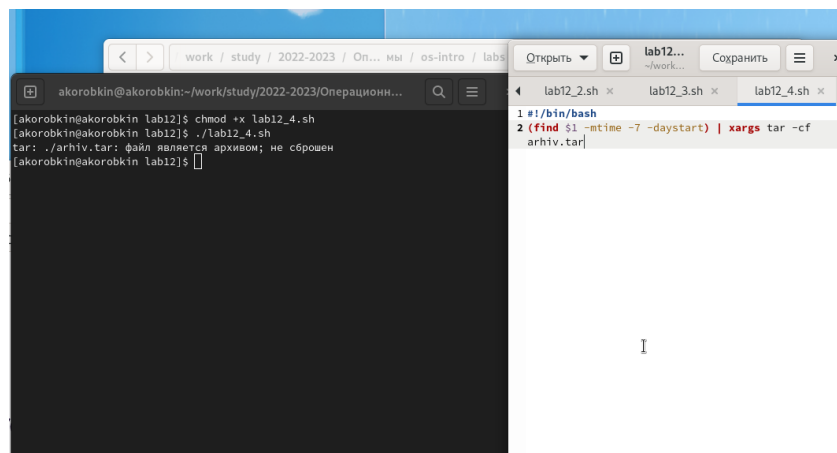 work / study / 2022-2023 / Оп... мы / os-intro / labs
Открыть
lab12...
~/work...
Сохранить
akorobkin@akorobkin:~/work/study/2022-2023/Операционн...
lab12_2.sh ×
lab12_3.sh ×
lab12_4.sh ×
[akorobkin@akorobkin lab12]$ chmod +x lab12_4.sh
[akorobkin@akorobkin lab12]$ ./lab12_4.sh
tar: ./arhiv.tar: файл является архивом; не сброшен
[akorobkin@akorobkin lab12]$
1 #!/bin/bash
2 (find $1 -mtime -7 -daystart) | xargs tar -cf
arhiv.tar